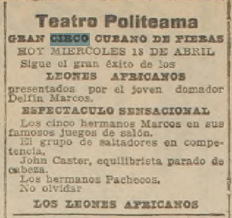 Teatro Politeama
GRAN CIRCO CUBANO DE FIERAS
HOY MIERCOLES 18 DE ABRIL
Sigue el gran éxito de los
LEONES AFRICANOS
presentados por el joven domador
Delfín Marcos.
ESPECTACULO SENSACIONAL
Los cinco hermanos Marcos en sus
famosos juegos de salón.
El grupo de saltadores en compe-
tencia.
John Caster, equilibrista parado de
cabeza.
Los hermanos Pachecos.
No olvidar
LOS LEONES AFRICANOS